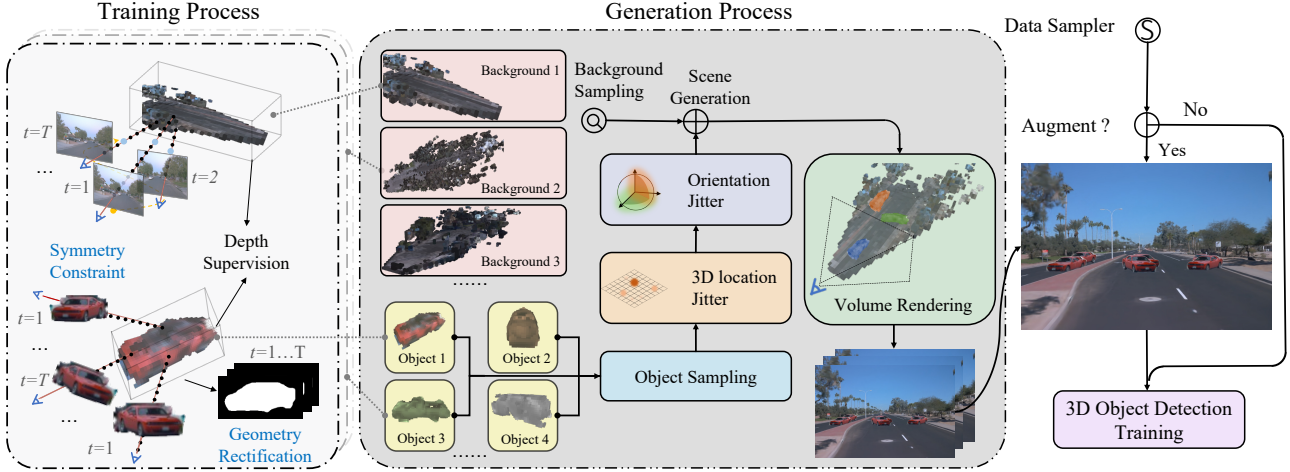 Training Process
t=T
...
t=1
t=2
Symmetry
Constraint
Depth
Supervision
t=1
...
t=T
...
t=1
t=1...T
Geometry
Rectification
Generation Process
Background 1
Background 2
Background 3
......
Object 1
Object 2
Object 3
Object 4
......
Background
Sampling
Scene
Generation
Orientation
Jitter
3D location
Jitter
Object Sampling
Volume Rendering
Data Sampler
S
Augment ?
No
Yes
3D Object Detection
Training